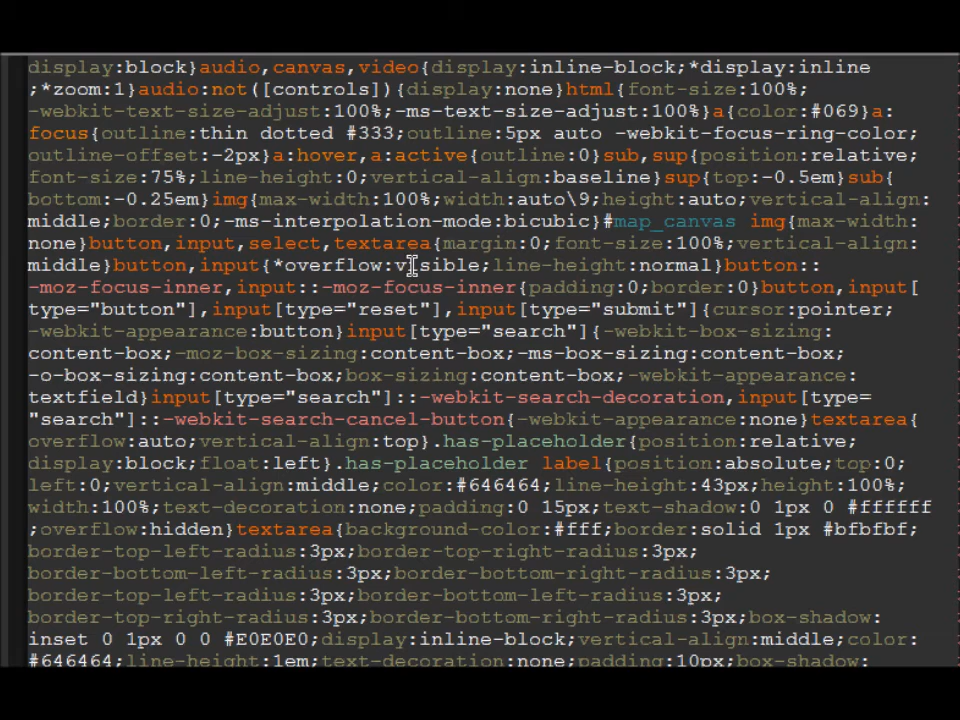 display:block}audio,canvas,video{display:inline-block;*display:inline
;*zoom:1}audio:not([controls]){display:none}html{font-size:100%;
-webkit-text-size-adjust:100%;-ms-text-size-adjust:100%}a{color:#069}a:
focus{outline:thin dotted #333;outline:5px auto -webkit-focus-ring-color;
outline-offset:-2px}a:hover,a:active{outline:0}sub,sup{position:relative;
font-size:75%;line-height:0;vertical-align:baseline}sup{top:-0.5em}sub{
bottom:-0.25em}img{max-width:100%;width:auto\9;height:auto;vertical-align:
middle;border:0;-ms-interpolation-mode:bicubic}#map_canvas img{max-width:
none}button,input,select,textarea{margin:0;font-size:100%;vertical-align:
middle}button,input{*overflow:visible;line-height:normal}button::
-moz-focus-inner,input::-moz-focus-inner{padding:0;border:0}button,input[
type="button"],input[type="reset"],input[type="submit"]{cursor:pointer;
-webkit-appearance:button}input[type="search"]{-webkit-box-sizing:
content-box;-moz-box-sizing:content-box;-ms-box-sizing:content-box;
-o-box-sizing:content-box;box-sizing:content-box;-webkit-appearance:
textfield}input[type="search"]::-webkit-search-decoration,input[type=
"search"]::-webkit-search-cancel-button{-webkit-appearance:none}textarea{
overflow:auto;vertical-align:top}.has-placeholder{position:relative;
display:block;float:left}.has-placeholder label{position:absolute;top:0;
left:0;vertical-align:middle;color:#646464;line-height:43px;height:100%;
width:100%;text-decoration:none;padding:0 15px;text-shadow:0 1px 0 #ffffff
;overflow:hidden}textarea{background-color:#fff;border:solid 1px #bfbfbf;
border-top-left-radius:3px;border-top-right-radius:3px;
border-bottom-left-radius:3px;border-bottom-right-radius:3px;
border-top-left-radius:3px;border-bottom-left-radius:3px;
border-top-right-radius:3px;border-bottom-right-radius:3px;box-shadow:
inset 0 1px 0 0 #E0E0E0;display:inline-block;vertical-align:middle;color:
#646464;line-height:1em;text-decoration:none;padding:10px;box-shadow: